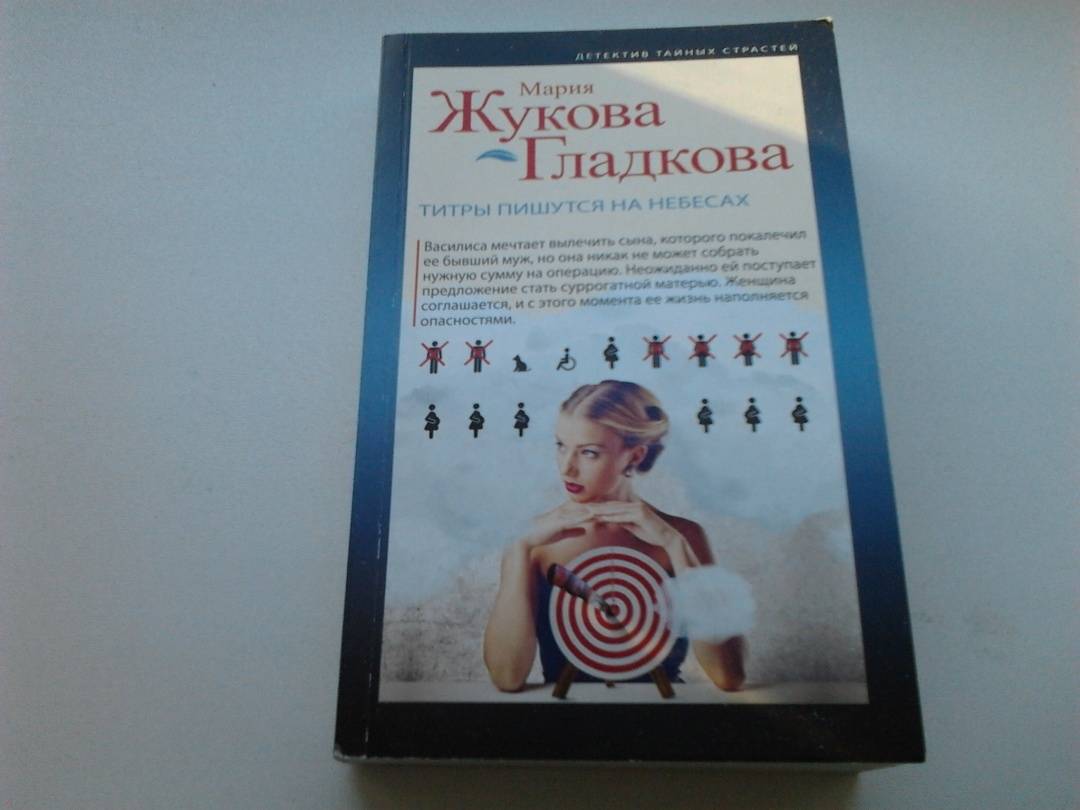 ДЕТЕКТИВ ТАЙНЫХ СТРАСТЕЙ
Мария
Жукова
Гладкова
ТИТРЫ ПИШУТСЯ НА НЕБЕСАХ
Василиса мечтает вылечить сына, которого покалечил
ее бывший муж, но она никак не может собрать
нужную сумму на операцию. Неожиданно ей поступает
предложение стать суррогатной матерью. Женщина
соглашается, и с этого момента ее жизнь наполняется
опасностями.